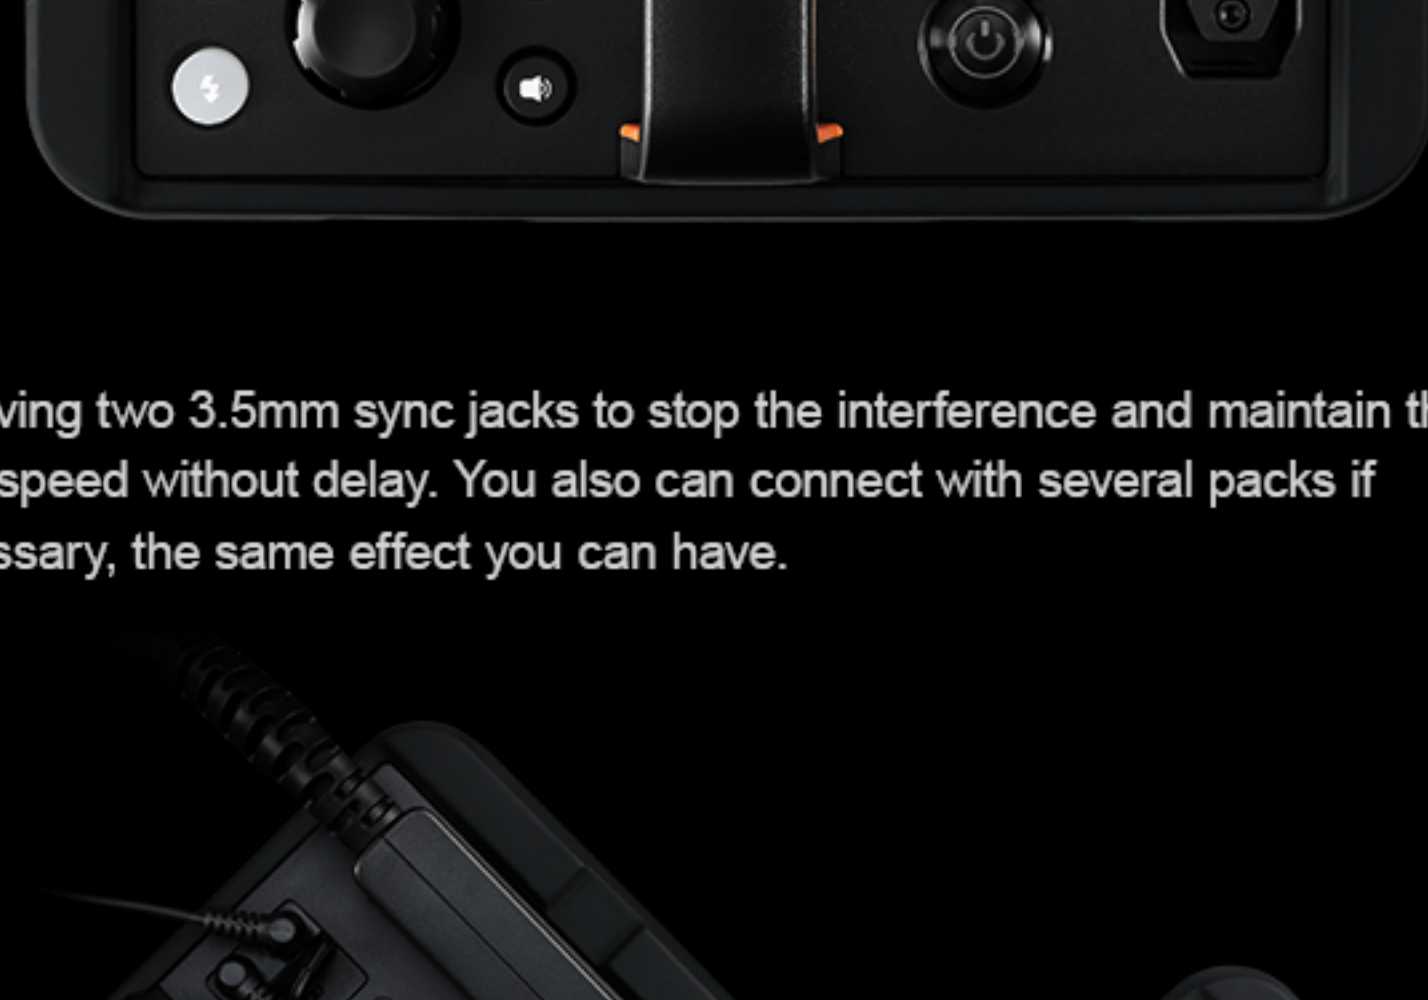 ving two 3.5mm sync jacks to stop the interference and maintain th
speed without delay. You also can connect with several packs if
ssary, the same effect you can have.